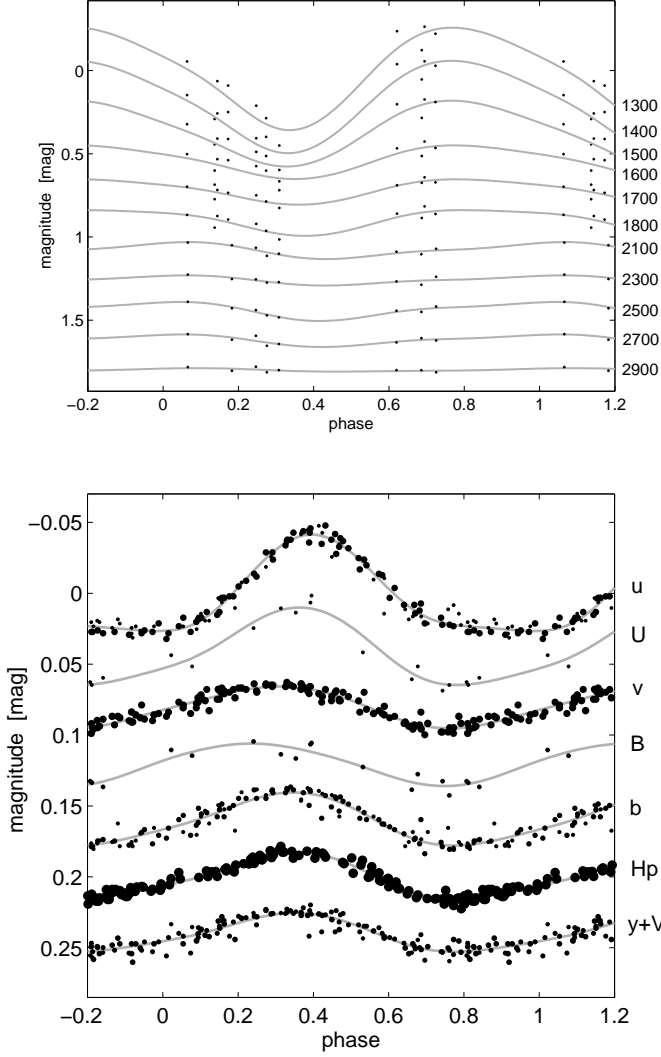 0
0.5
1
1.5
magnitude [mag]
1300
1400
1500
1600
1700
1800
2100
2300
2500
2700
2900
−0.2 0 0.2 0.4 0.6 0.8 1 1.2
phase
−0.05
0
0.05
0.1
0.15
0.2
0.25
magnitude [mag]
u
U
v
B
b
Hp
y+V
−0.2 0 0.2 0.4 0.6 0.8 1 1.2
phase